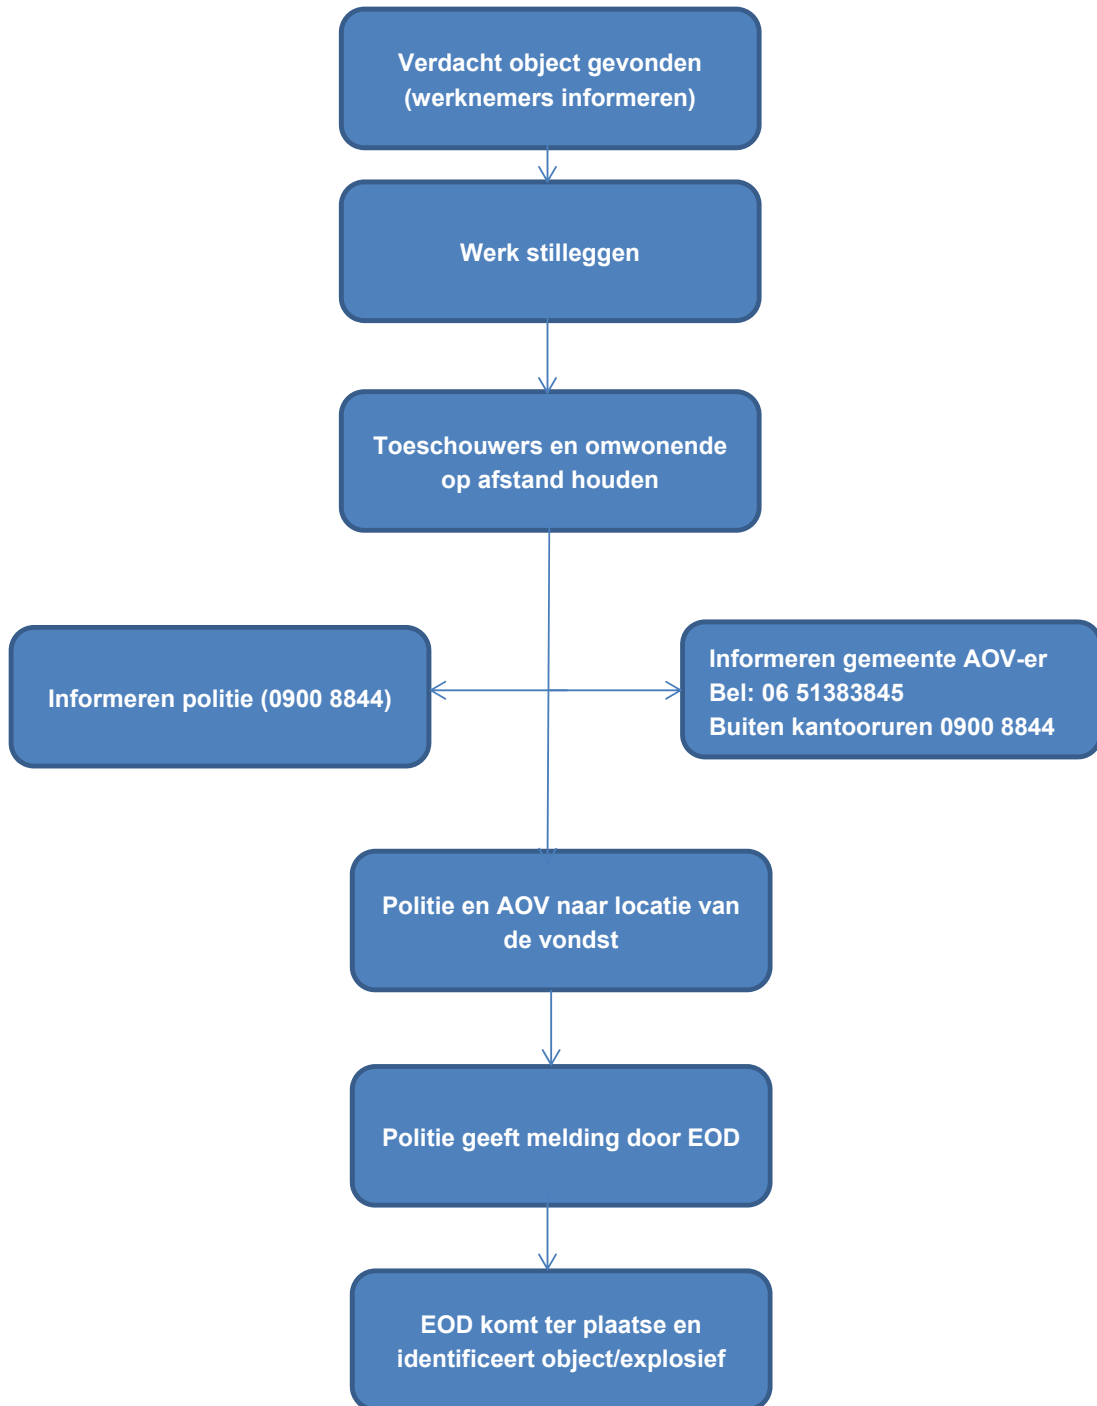 Verdacht object gevonden
(werknemers informeren)
Werk stilleggen
Toeschouwers en omwonende
op afstand houden
Informeren politie (0900 8844)
Informeren gemeente AOV-er
Bel: 06 51383845
Buiten kantooruren 0900 8844
Politie en AOV naar locatie van
de vondst
Politie geeft melding door EOD
EOD komt ter plaatse en
identificeert object/explosief